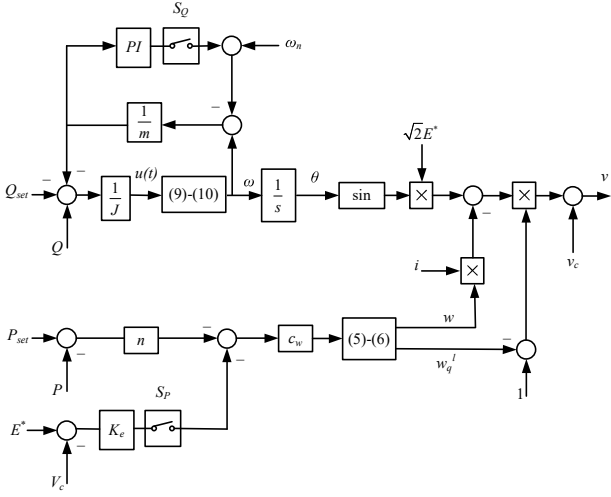 S_Q
PI
ω_n
−
1/m
√2E*
−
−
u(t)
ω
θ
v
Q_set
1/J
(9)-(10)
1/s
sin
×
−
×
Q
v_c
i
×
P_set
n
−
w
c_w
(5)-(6)
−
−
−
w_q^l
P
S_P
1
E*
K_e
−
V_c